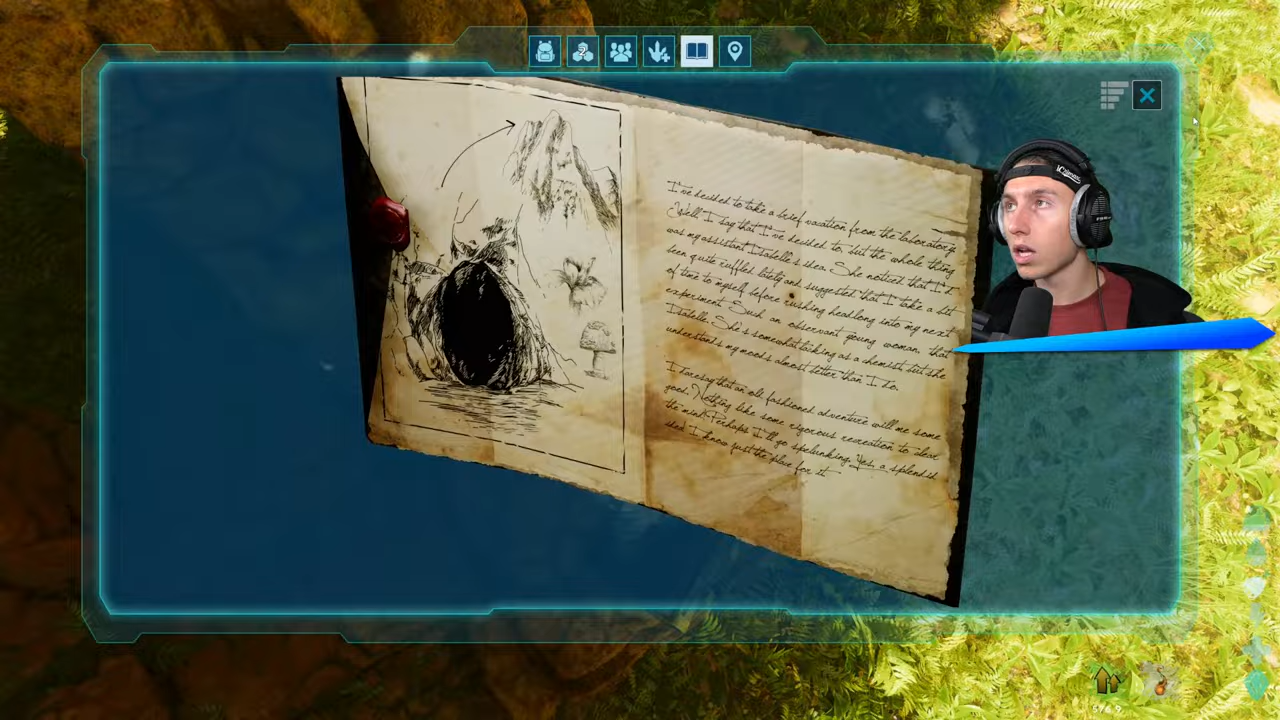 I've decided to take a brief vacation from the laboratory.
Well, I say that I've decided to, but the whole thing
was my assistant Isabelle's idea. She noticed that I'd
been quite ruffled lately and suggested that I take a bit
of time to myself before rushing headlong into my next
experiment. Such an observant young woman, that
Isabelle. She's somewhat lacking as a chemist but she
understands my moods almost better than I do.
I daresay that an old fashioned adventure will me some
good. Nothing like some rigorous recreation to clear
the mind! Perhaps I'll go spelunking. Yes, a splendid
idea! I know just the place for it.